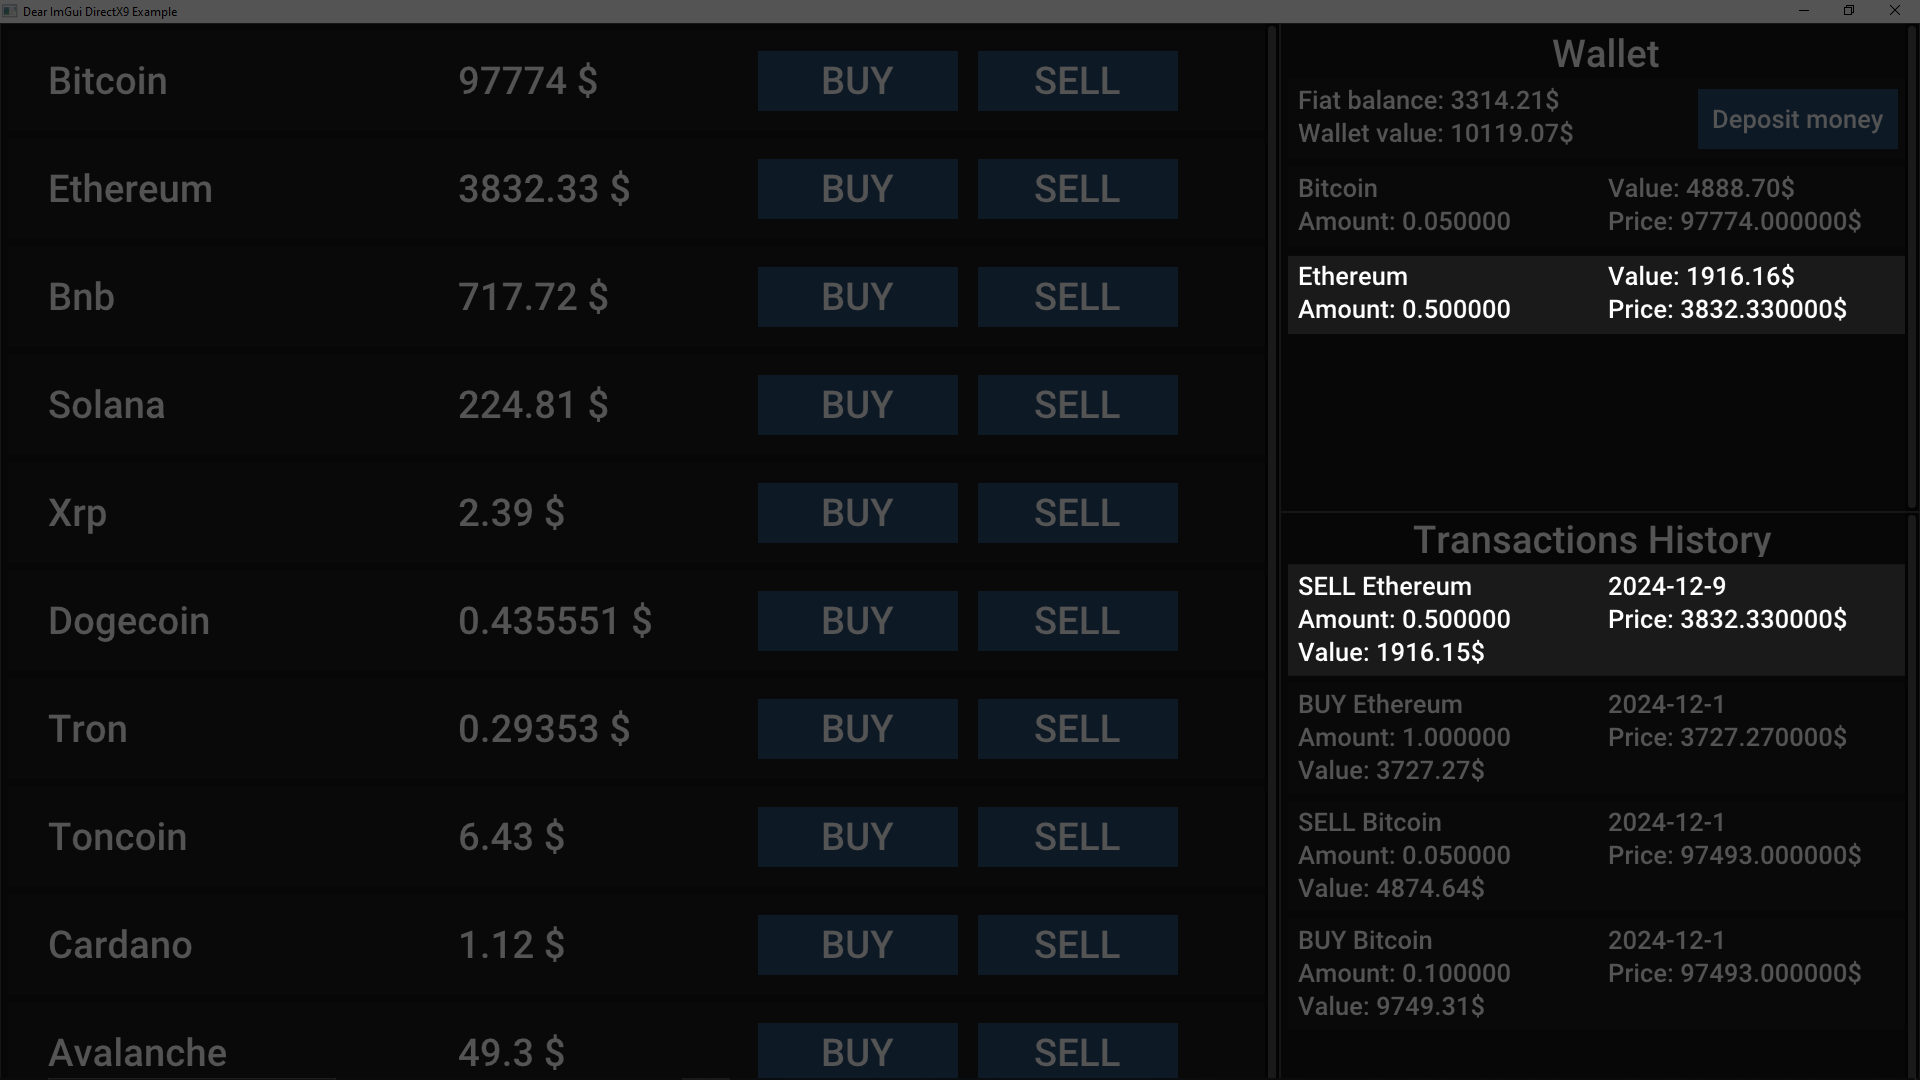 Dear ImGui DirectX9 Example
Bitcoin 97774 $ BUY SELL
Ethereum 3832.33 $ BUY SELL
Bnb 717.72 $ BUY SELL
Solana 224.81 $ BUY SELL
Xrp 2.39 $ BUY SELL
Dogecoin 0.435551 $ BUY SELL
Tron 0.29353 $ BUY SELL
Toncoin 6.43 $ BUY SELL
Cardano 1.12 $ BUY SELL
Avalanche 49.3 $ BUY SELL
Wallet
Fiat balance: 3314.21$
Wallet value: 10119.07$
Deposit money
Bitcoin Value: 4888.70$
Amount: 0.050000 Price: 97774.000000$
Ethereum Value: 1916.16$
Amount: 0.500000 Price: 3832.330000$
Transactions History
SELL Ethereum 2024-12-9
Amount: 0.500000 Price: 3832.330000$
Value: 1916.15$
BUY Ethereum 2024-12-1
Amount: 1.000000 Price: 3727.270000$
Value: 3727.27$
SELL Bitcoin 2024-12-1
Amount: 0.050000 Price: 97493.000000$
Value: 4874.64$
BUY Bitcoin 2024-12-1
Amount: 0.100000 Price: 97493.000000$
Value: 9749.31$